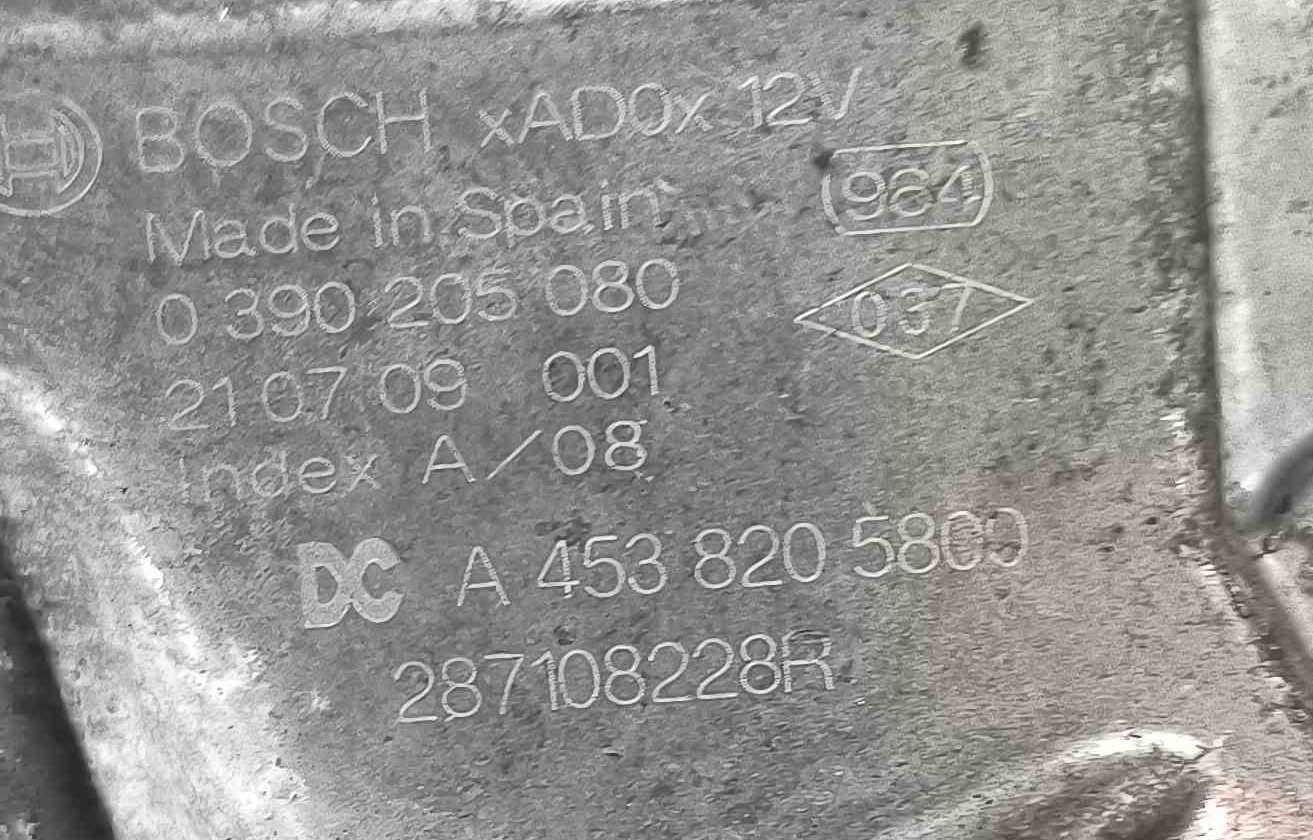 BOSCH xAD0x 12V
Made in Spain
984
0 390 205 080
037
21 07 09 001
Index A/08
DC A 453 820 5800
287108228R